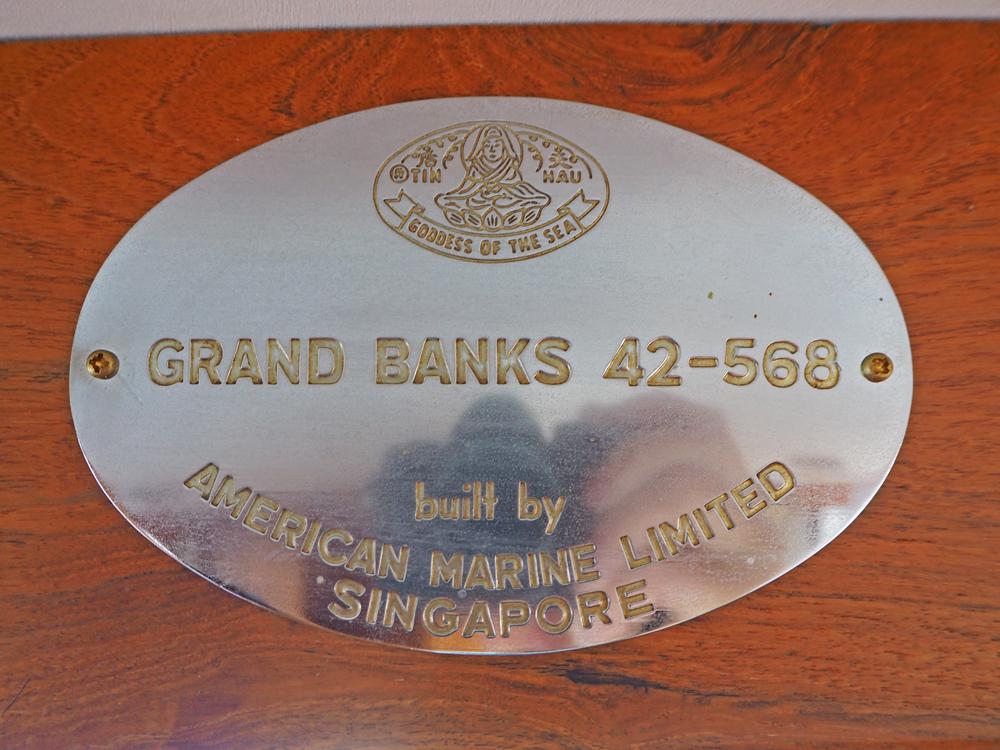 ® TIN HAU
GODDESS OF THE SEA
GRAND BANKS 42-568
built by
AMERICAN MARINE LIMITED
SINGAPORE